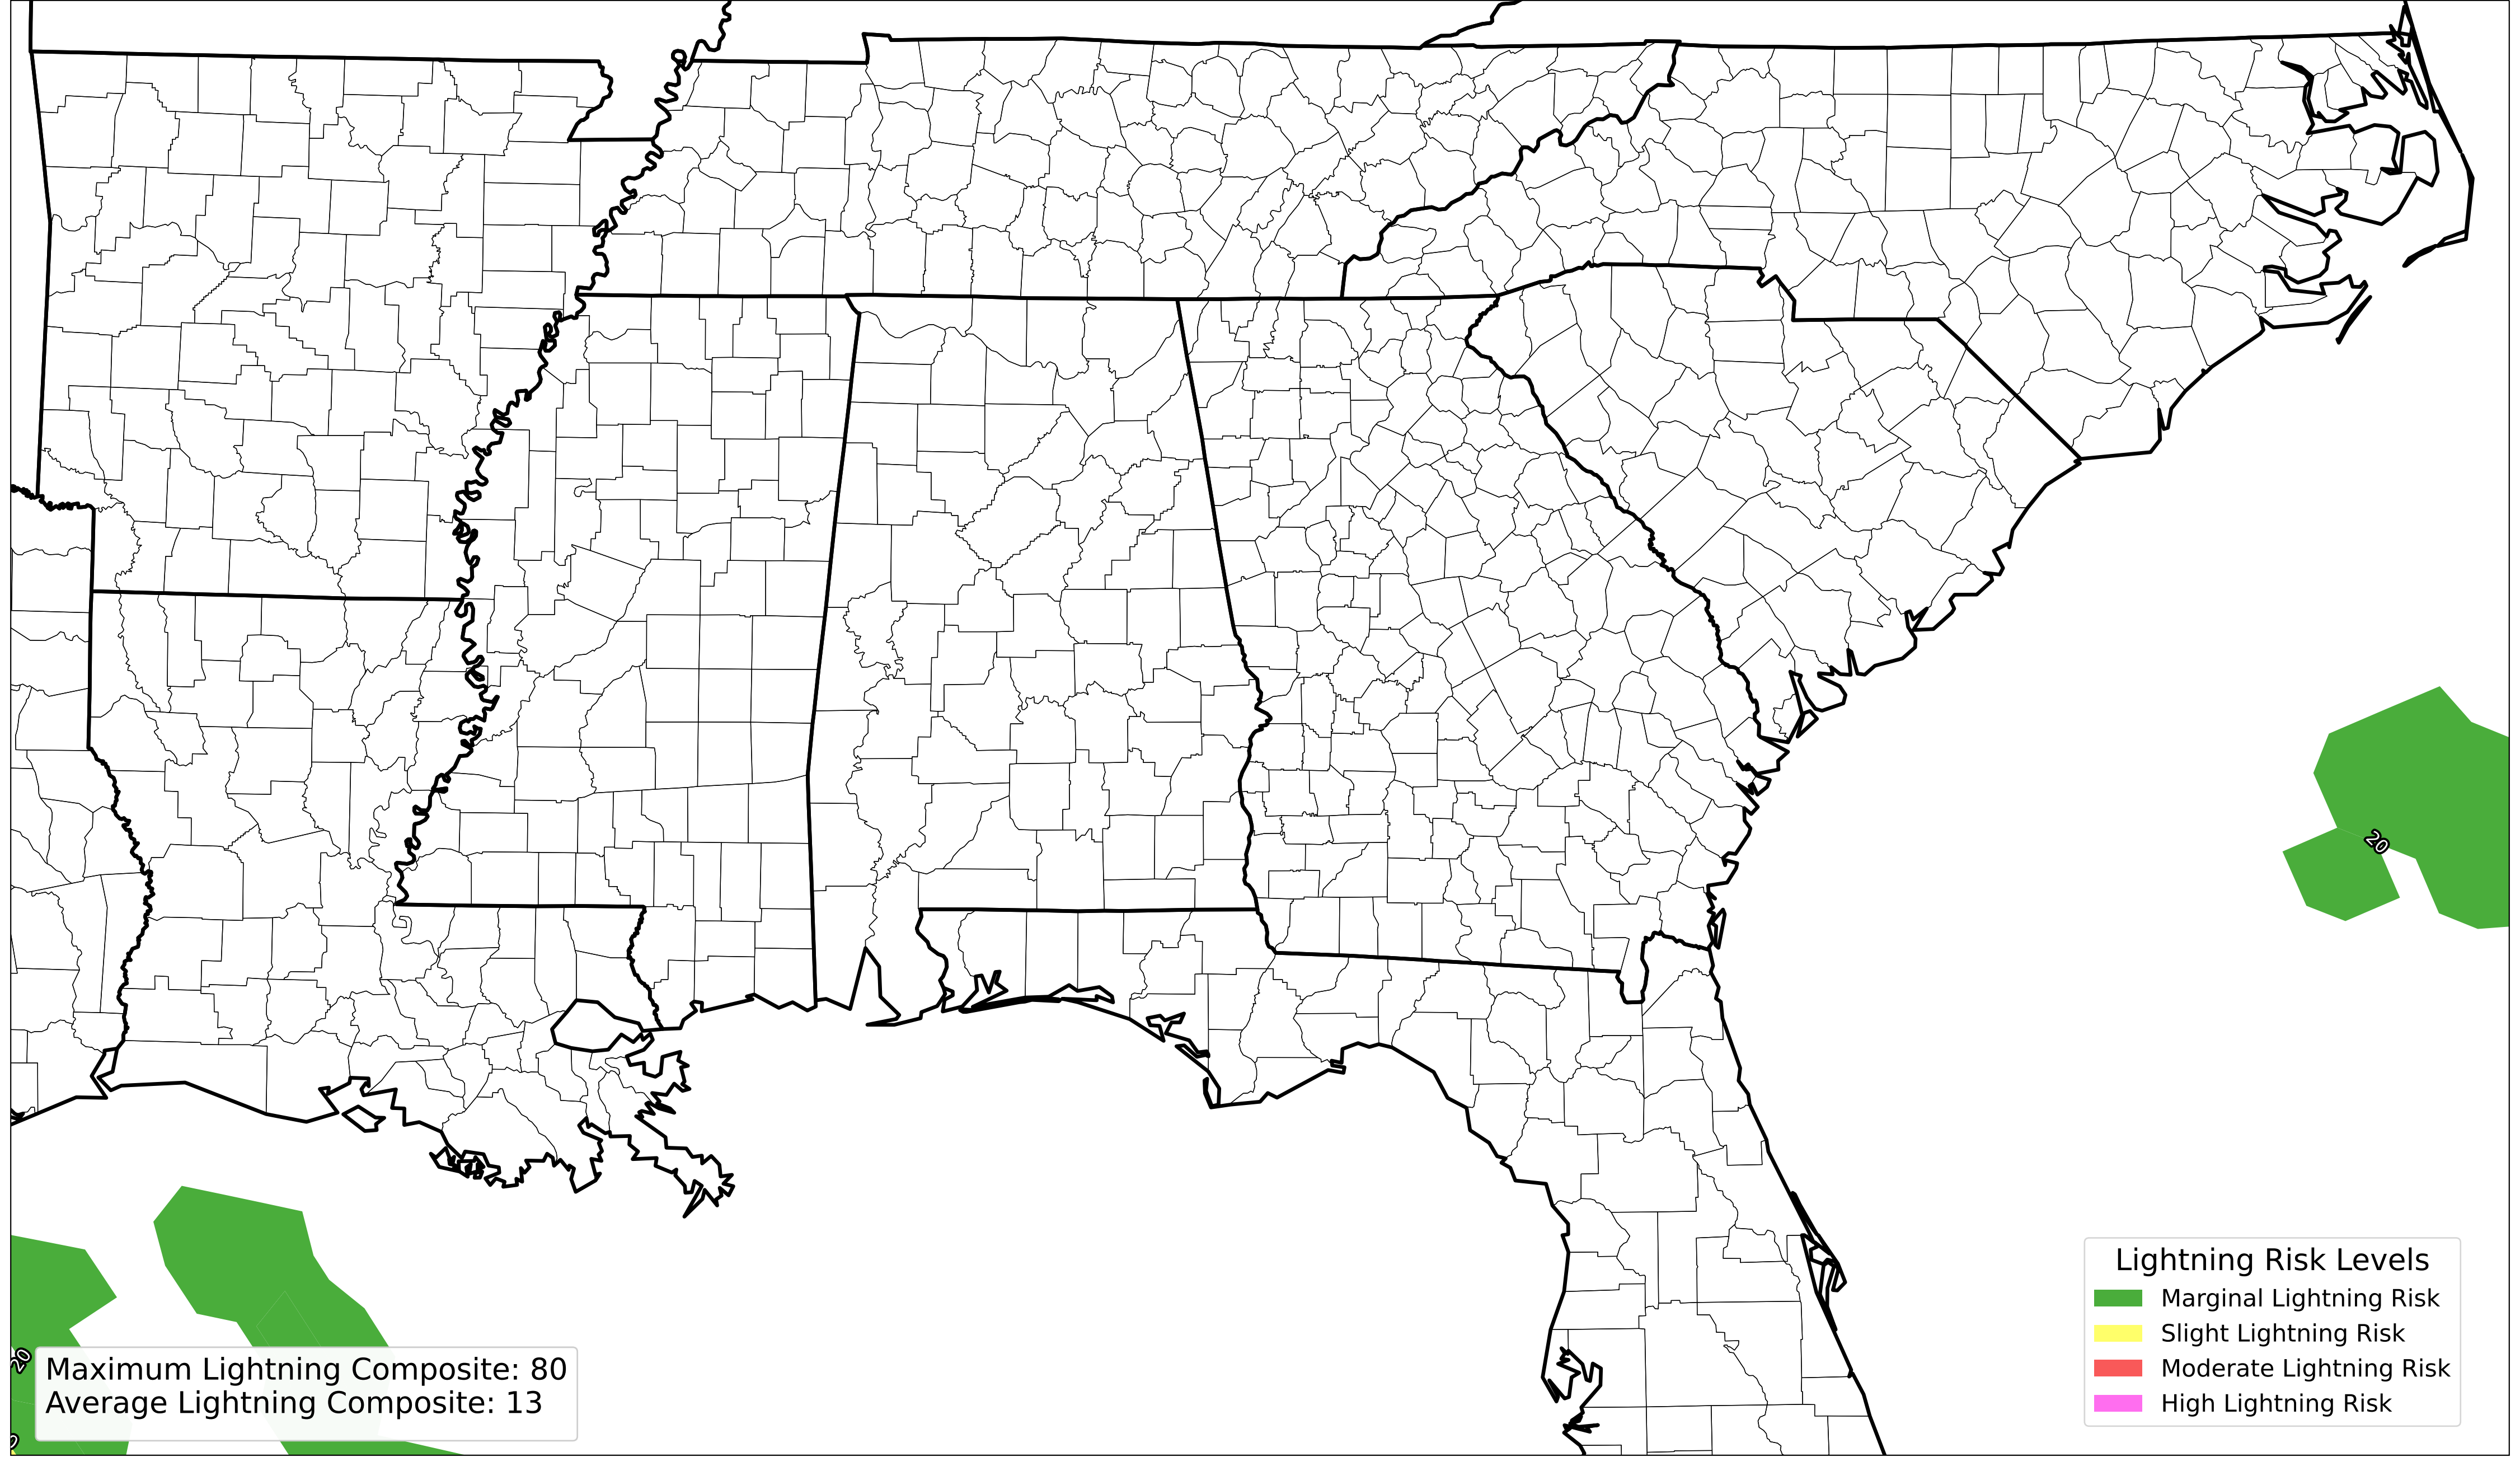 20
20
Maximum Lightning Composite: 80
Average Lightning Composite: 13
Lightning Risk Levels
Marginal Lightning Risk
Slight Lightning Risk
Moderate Lightning Risk
High Lightning Risk